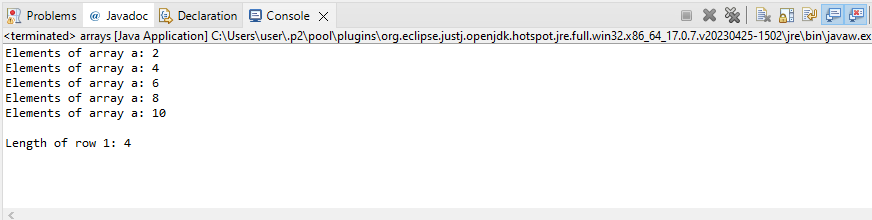 Problems @ Javadoc Declaration Console
<terminated> arrays [Java Application] C:\Users\user\.p2\pool\plugins\org.eclipse.justj.openjdk.hotspot.jre.full.win32.x86_64_17.0.7.v20230425-1502\jre\bin\javaw.ex
Elements of array a: 2
Elements of array a: 4
Elements of array a: 6
Elements of array a: 8
Elements of array a: 10
Length of row 1: 4